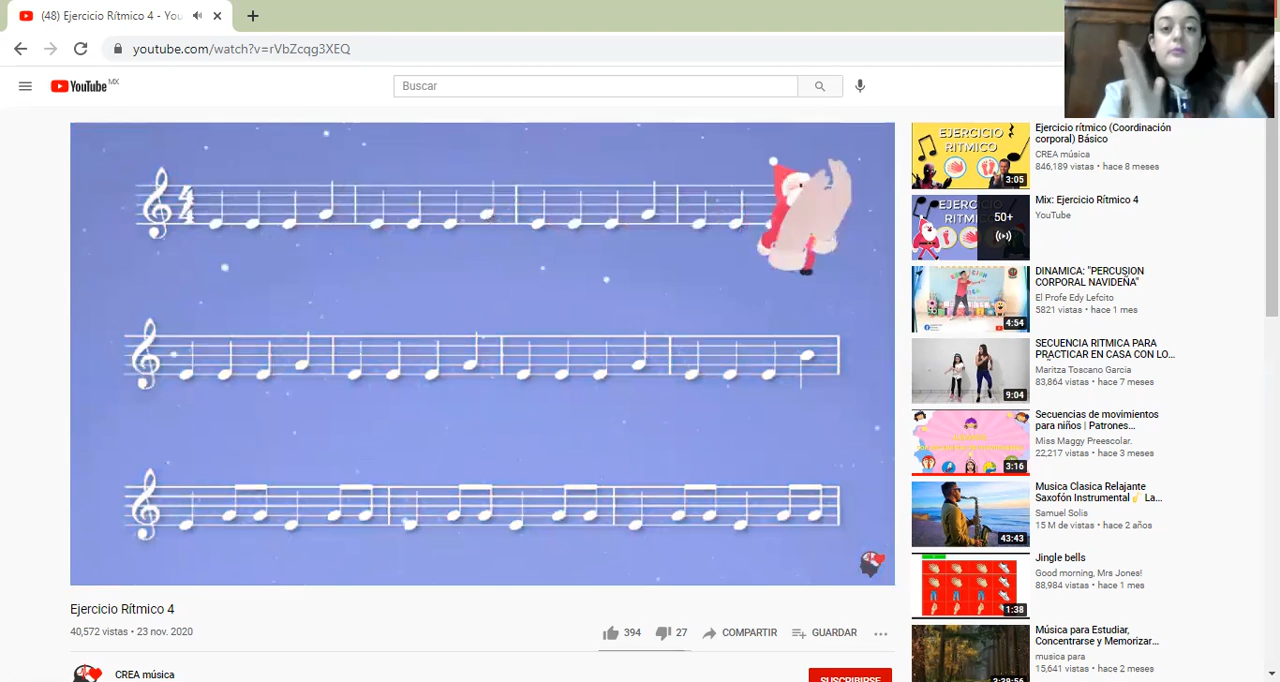 (48) Ejercicio Rítmico 4 - You
youtube.com/watch?v=rVbZcqg3XEQ
YouTube MX
Buscar
4
4
Ejercicio Rítmico 4
40,572 vistas • 23 nov. 2020
394
27
COMPARTIR
GUARDAR
CREA música
SUSCRIBIRSE
EJERCICIO
RITMICO
3:05
Ejercicio rítmico (Coordinación
corporal) Básico
CREA música
846,189 vistas • hace 8 meses
50+
Mix: Ejercicio Rítmico 4
YouTube
4:54
DINAMICA: "PERCUSION
CORPORAL NAVIDEÑA"
El Profe Edy Lefcito
5821 vistas • hace 1 mes
9:04
SECUENCIA RITMICA PARA
PRACTICAR EN CASA CON LO...
Maritza Toscano Garcia
83,864 vistas • hace 7 meses
3:16
Secuencias de movimientos
para niños | Patrones...
Miss Maggy Preescolar.
22,217 vistas • hace 3 meses
43:43
Musica Clasica Relajante
Saxofón Instrumental🎷 La...
Samuel Solis
15 M de vistas • hace 2 años
1:38
Jingle bells
Good morning, Mrs Jones!
88,984 vistas • hace 1 mes
3:38:56
Música para Estudiar,
Concentrarse y Memorizar...
musica para
15,641 vistas • hace 2 meses